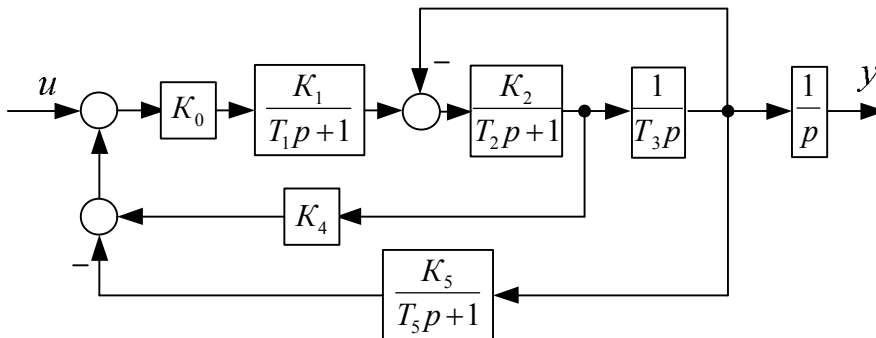 u
K₀
K₁
T₁p+1
−
K₂
T₂p+1
1
T₃p
1
p
y
K₄
−
K₅
T₅p+1